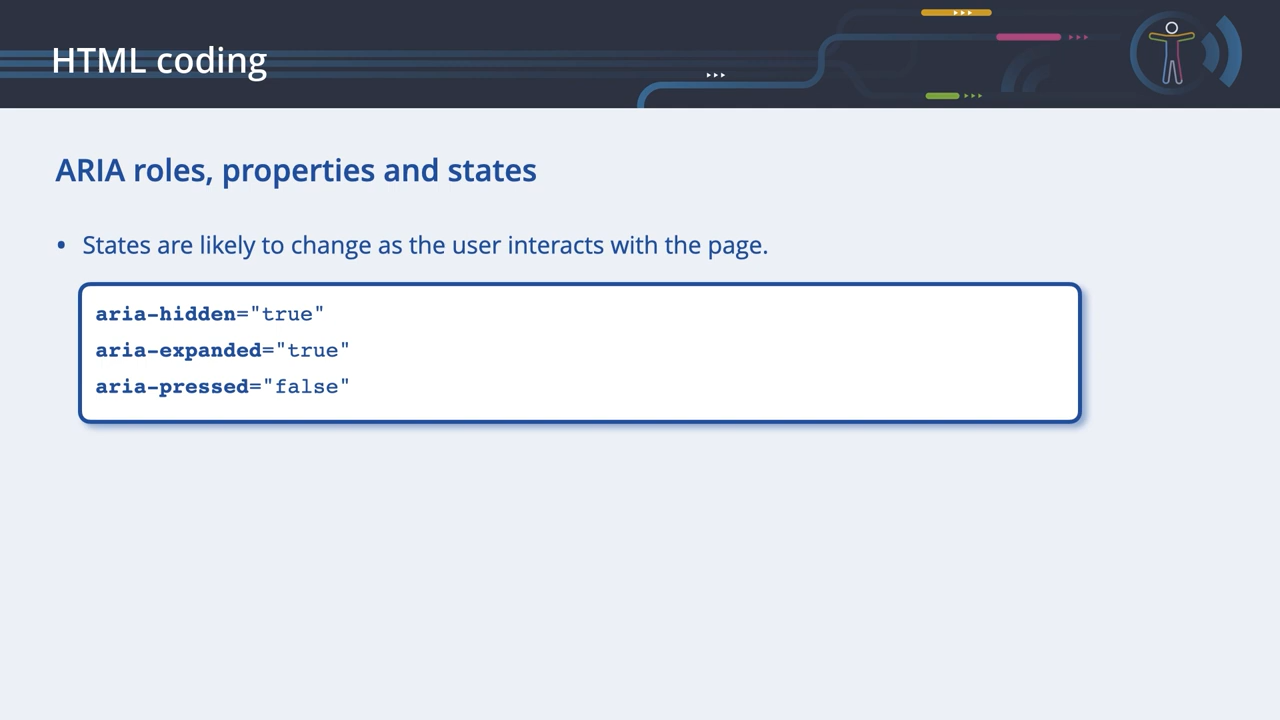 HTML coding
ARIA roles, properties and states
• States are likely to change as the user interacts with the page.
aria-hidden="true"
aria-expanded="true"
aria-pressed="false"